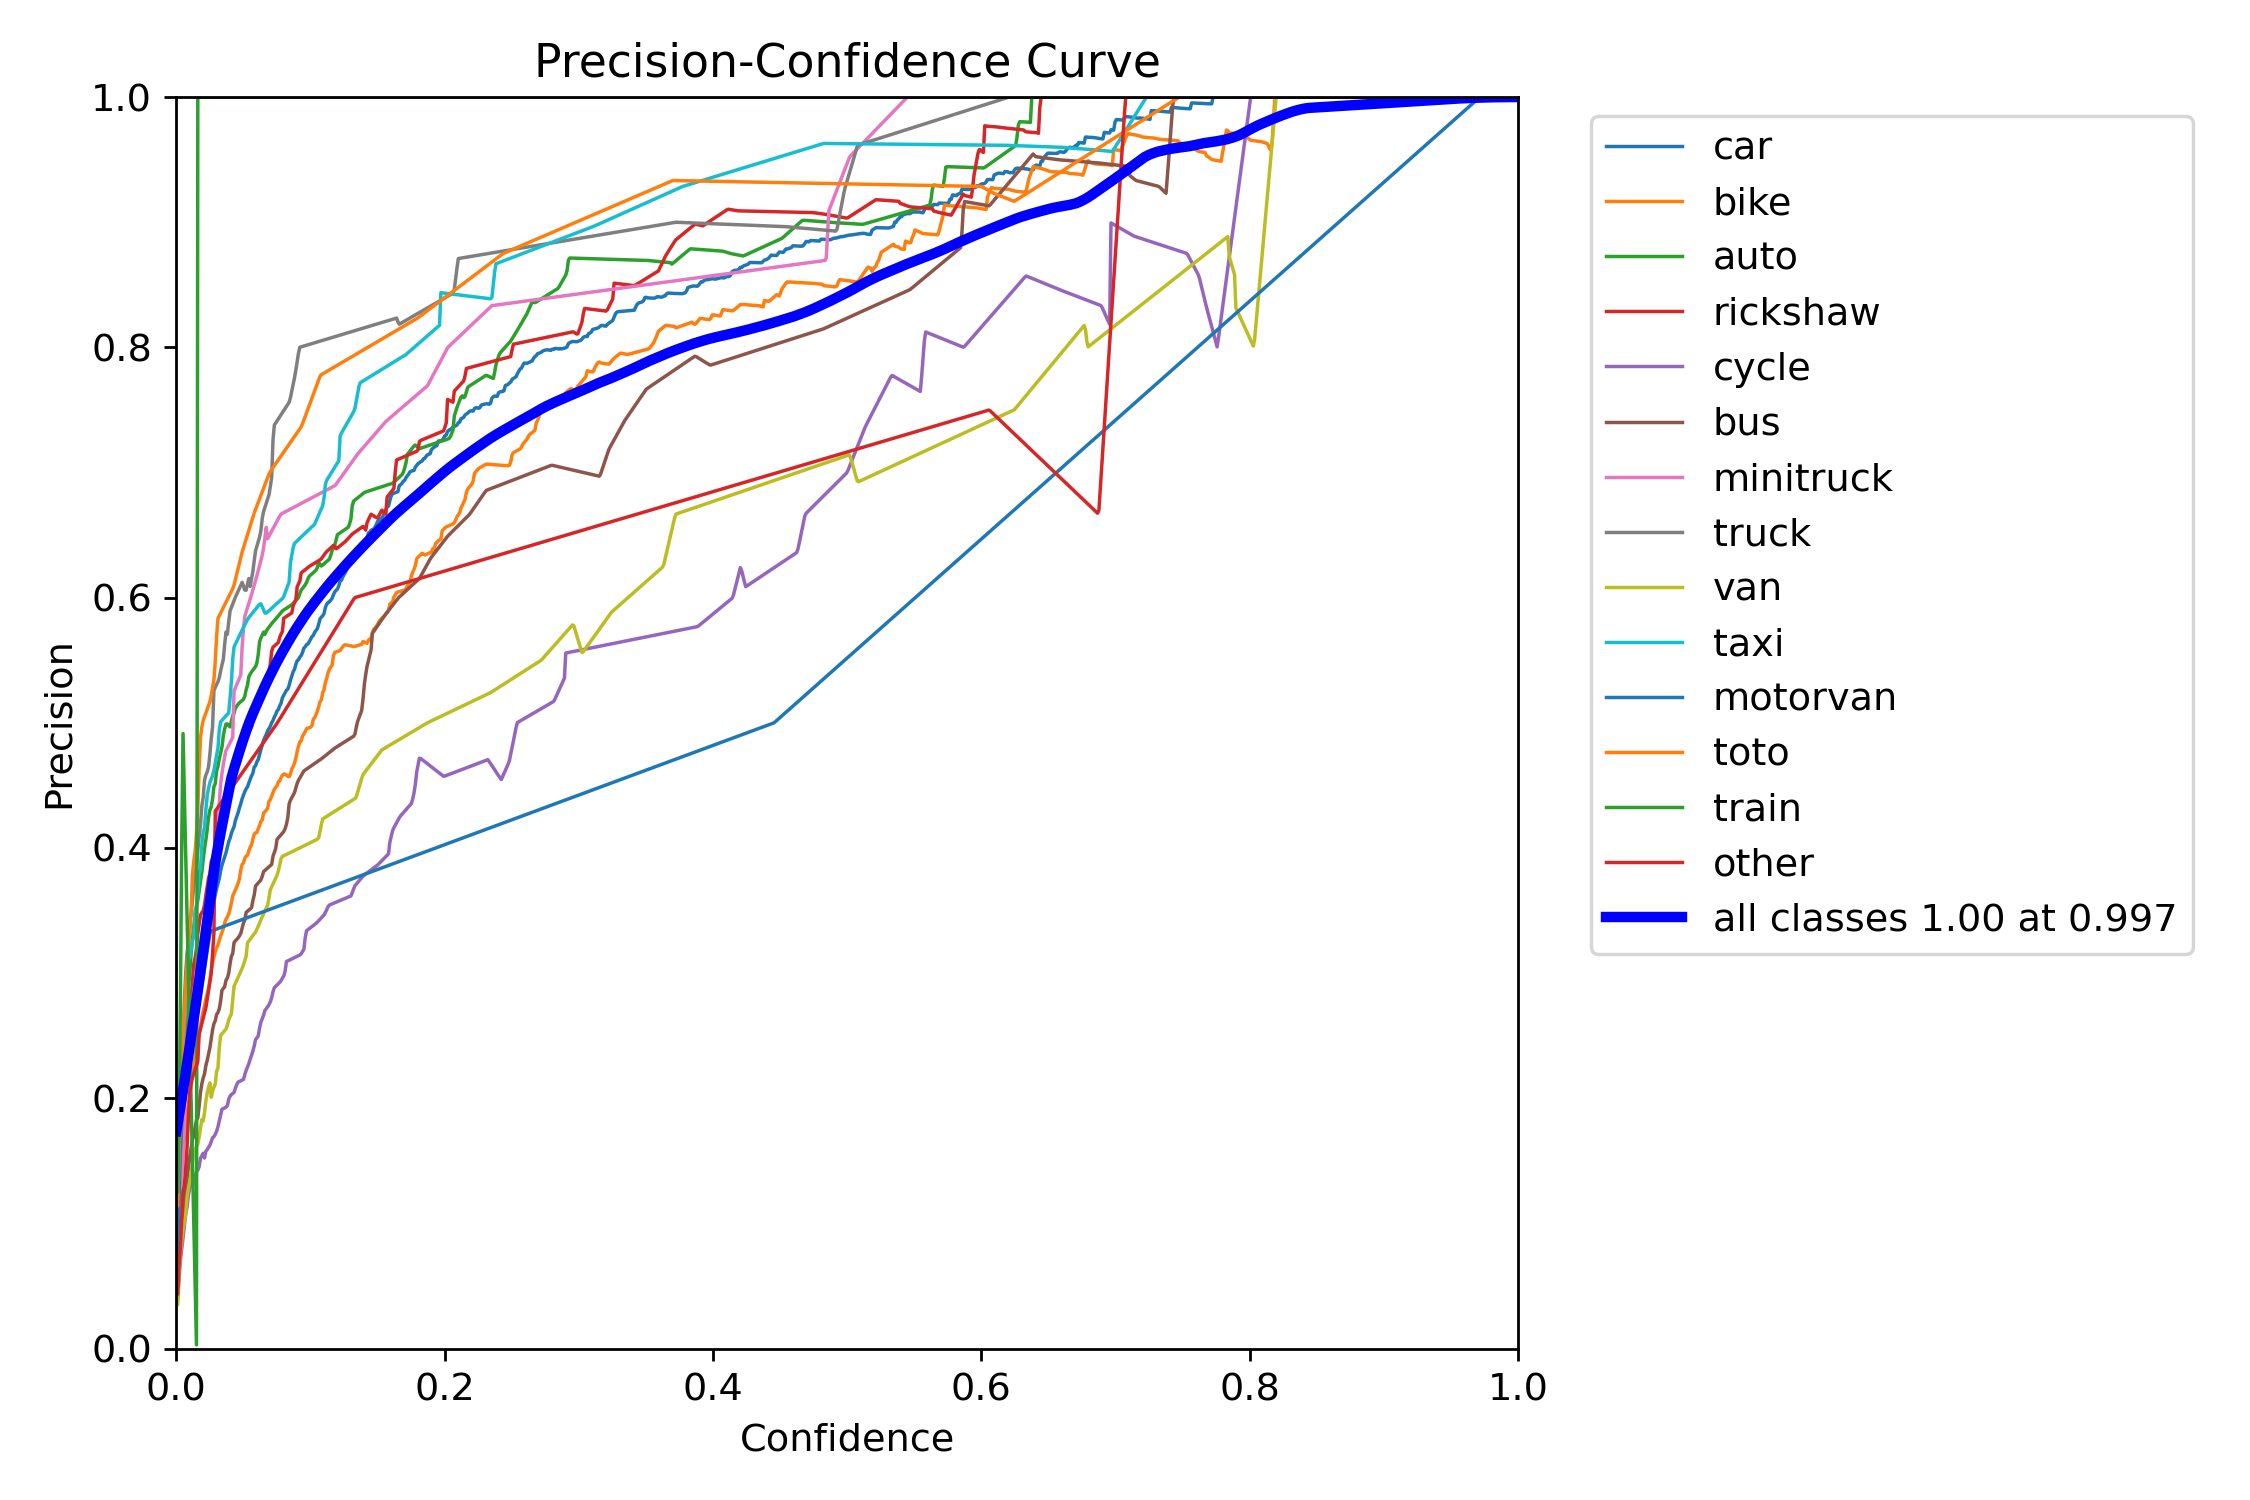 Precision-Confidence Curve
1.0
0.8
0.6
0.4
0.2
0.0
Precision
0.0 0.2 0.4 0.6 0.8 1.0
Confidence
car
bike
auto
rickshaw
cycle
bus
minitruck
truck
van
taxi
motorvan
toto
train
other
all classes 1.00 at 0.997